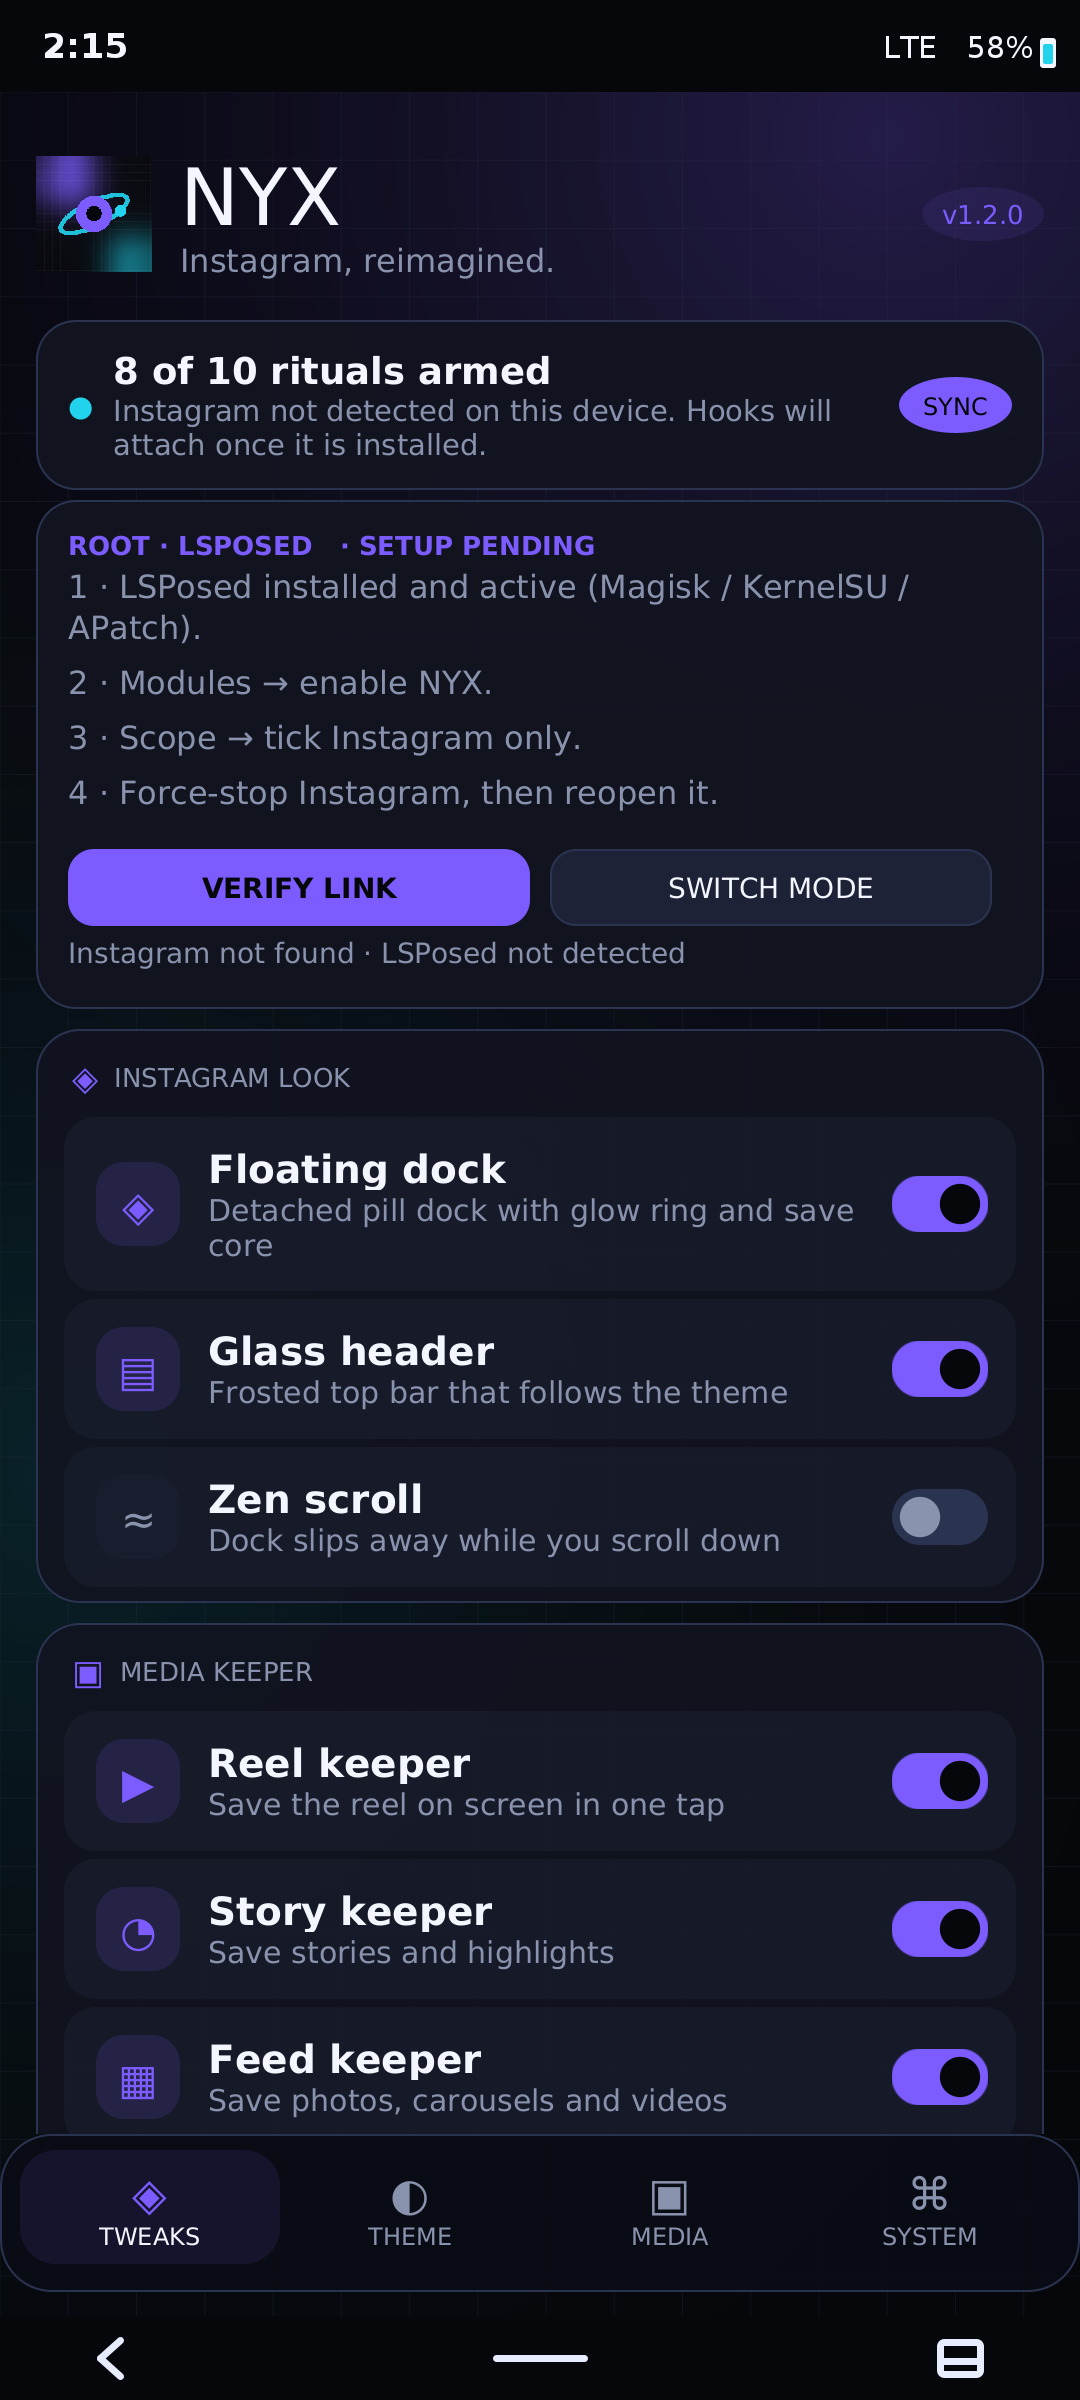 2:15
LTE 58%
NYX
Instagram, reimagined.
v1.2.0
8 of 10 rituals armed
Instagram not detected on this device. Hooks will
attach once it is installed.
SYNC
ROOT · LSPOSED · SETUP PENDING
1 · LSPosed installed and active (Magisk / KernelSU /
APatch).
2 · Modules → enable NYX.
3 · Scope → tick Instagram only.
4 · Force-stop Instagram, then reopen it.
VERIFY LINK
SWITCH MODE
Instagram not found · LSPosed not detected
INSTAGRAM LOOK
Floating dock
Detached pill dock with glow ring and save
core
Glass header
Frosted top bar that follows the theme
Zen scroll
Dock slips away while you scroll down
MEDIA KEEPER
Reel keeper
Save the reel on screen in one tap
Story keeper
Save stories and highlights
Feed keeper
Save photos, carousels and videos
TWEAKS
THEME
MEDIA
SYSTEM